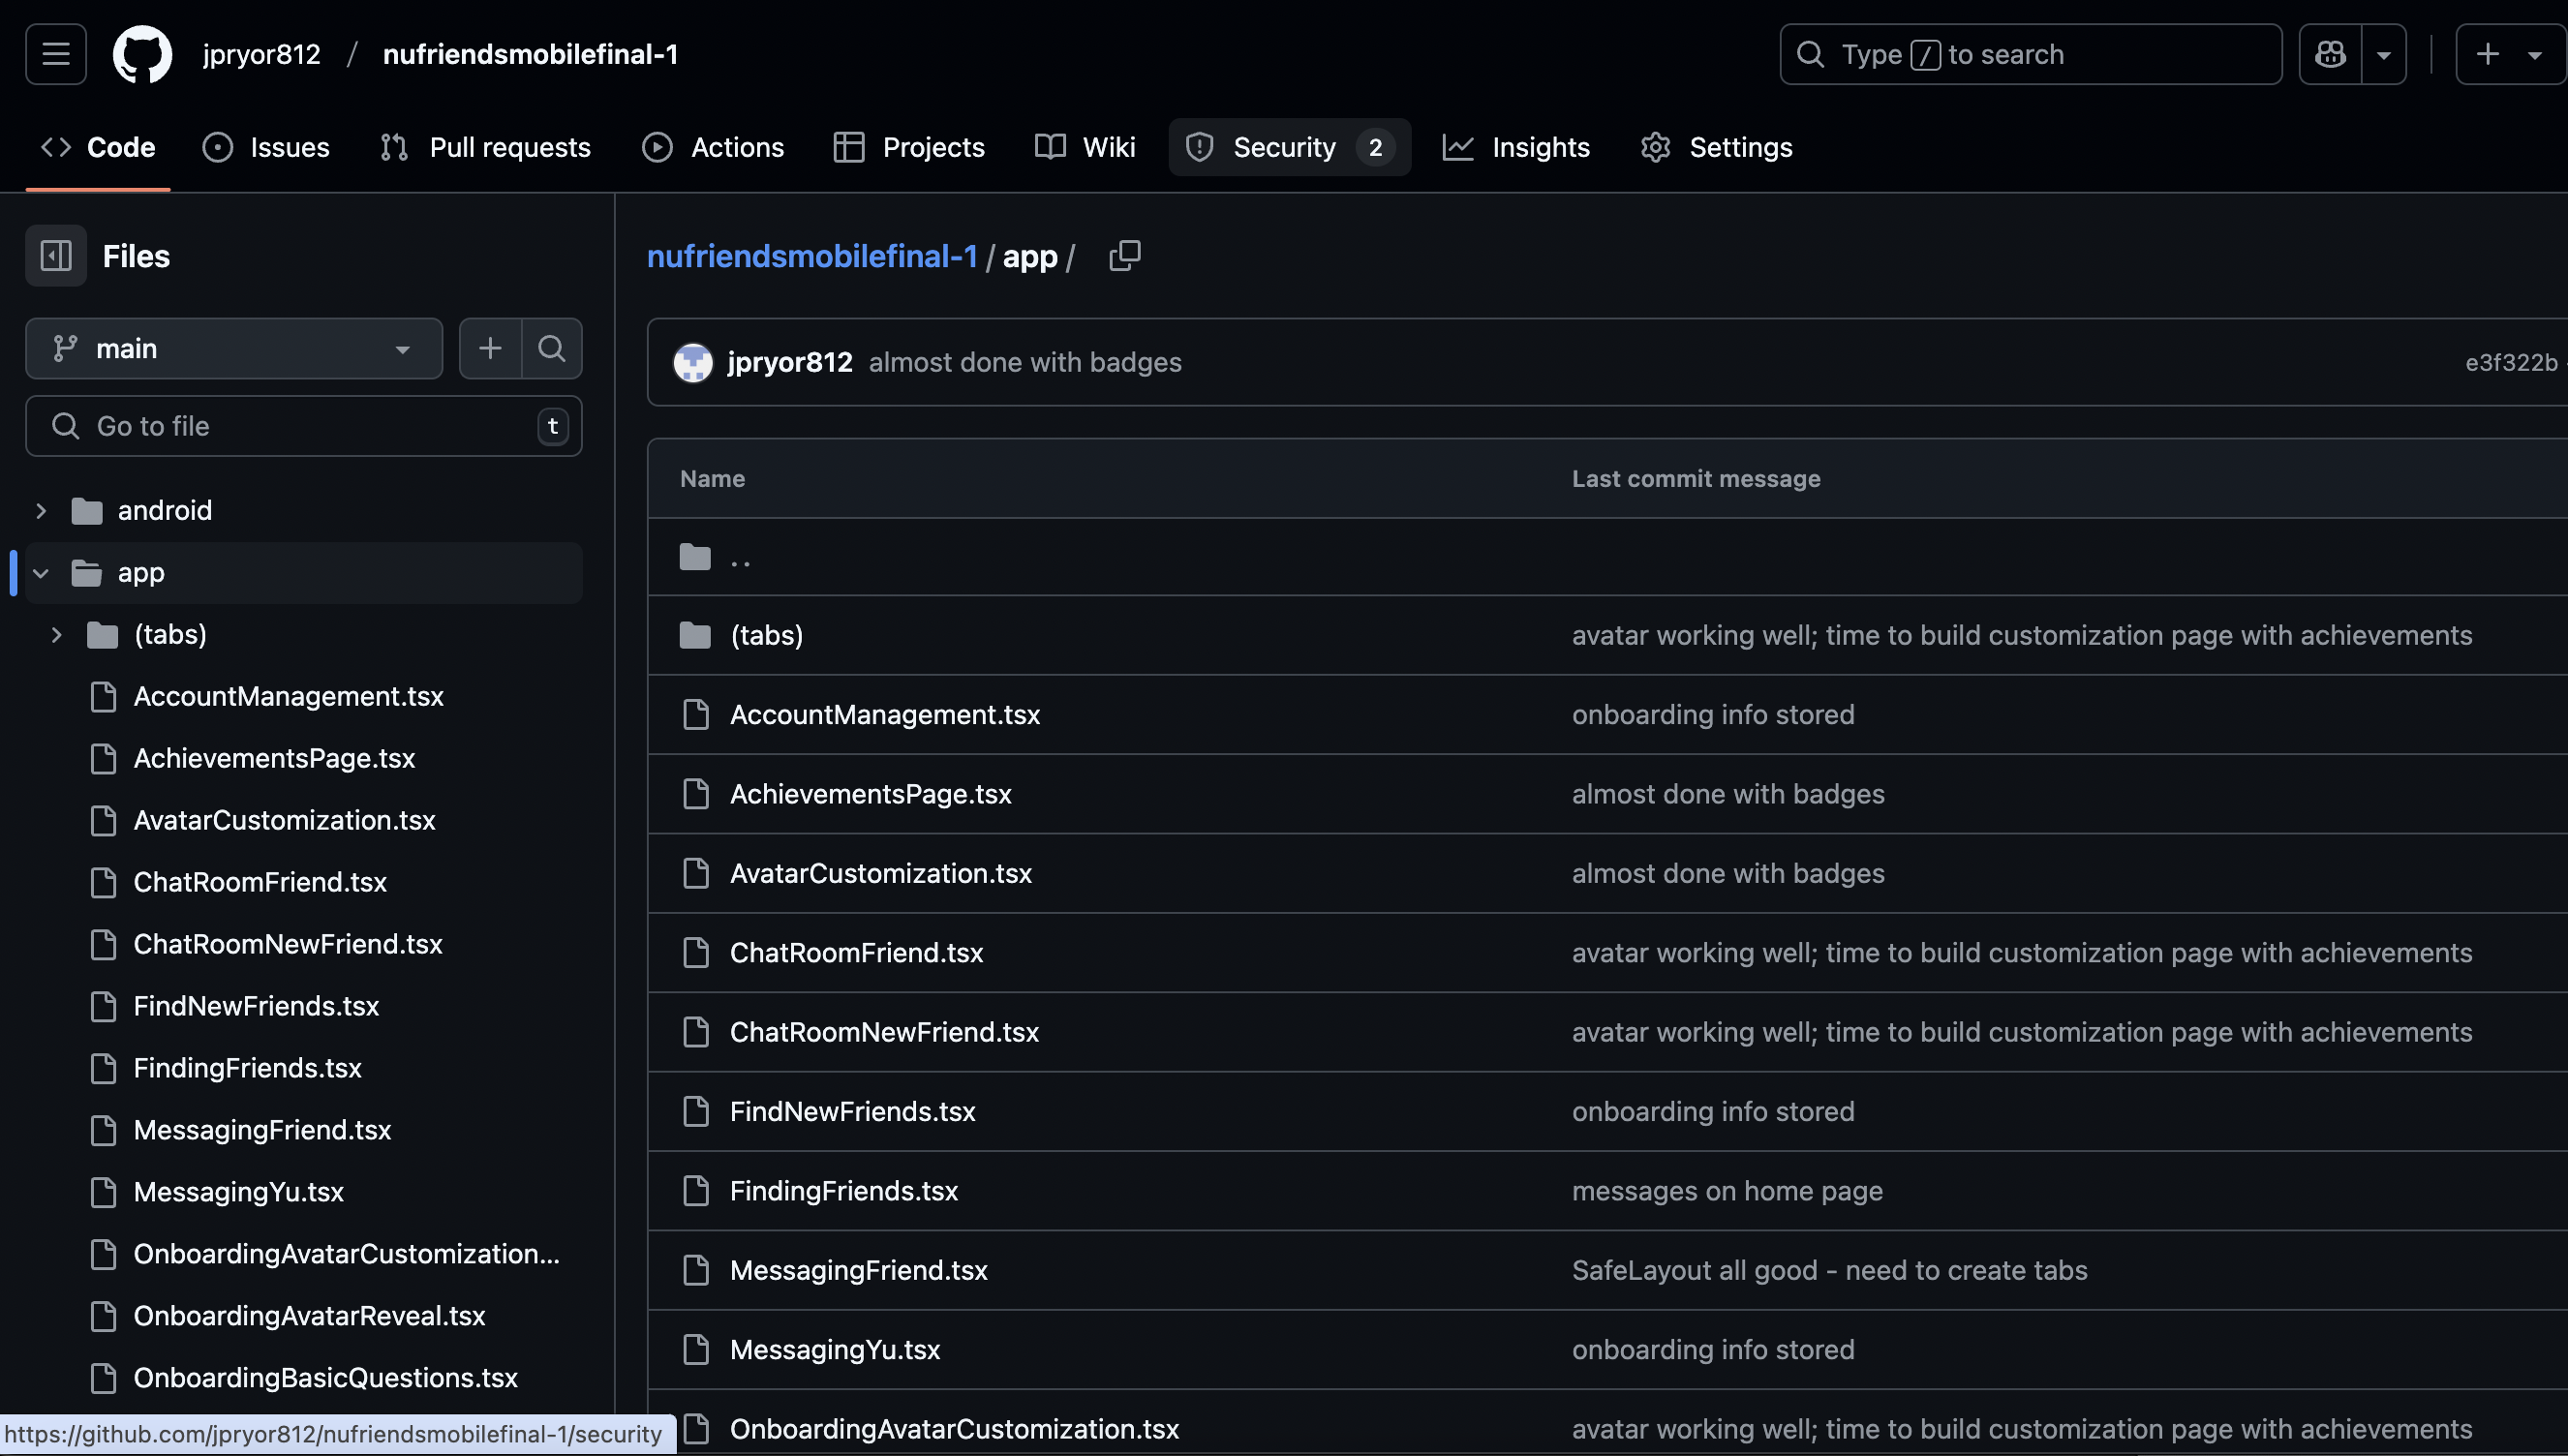 jpryor812 / nufriendsmobilefinal-1
Type / to search
Code
Issues
Pull requests
Actions
Projects
Wiki
Security 2
Insights
Settings
Files
main
Go to file
t
android
app
(tabs)
AccountManagement.tsx
AchievementsPage.tsx
AvatarCustomization.tsx
ChatRoomFriend.tsx
ChatRoomNewFriend.tsx
FindNewFriends.tsx
FindingFriends.tsx
MessagingFriend.tsx
MessagingYu.tsx
OnboardingAvatarCustomization...
OnboardingAvatarReveal.tsx
OnboardingBasicQuestions.tsx
https://github.com/jpryor812/nufriendsmobilefinal-1/security
nufriendsmobilefinal-1 / app /
jpryor812 almost done with badges e3f322b
Name Last commit message
..
(tabs) avatar working well; time to build customization page with achievements
AccountManagement.tsx onboarding info stored
AchievementsPage.tsx almost done with badges
AvatarCustomization.tsx almost done with badges
ChatRoomFriend.tsx avatar working well; time to build customization page with achievements
ChatRoomNewFriend.tsx avatar working well; time to build customization page with achievements
FindNewFriends.tsx onboarding info stored
FindingFriends.tsx messages on home page
MessagingFriend.tsx SafeLayout all good - need to create tabs
MessagingYu.tsx onboarding info stored
OnboardingAvatarCustomization.tsx avatar working well; time to build customization page with achievements